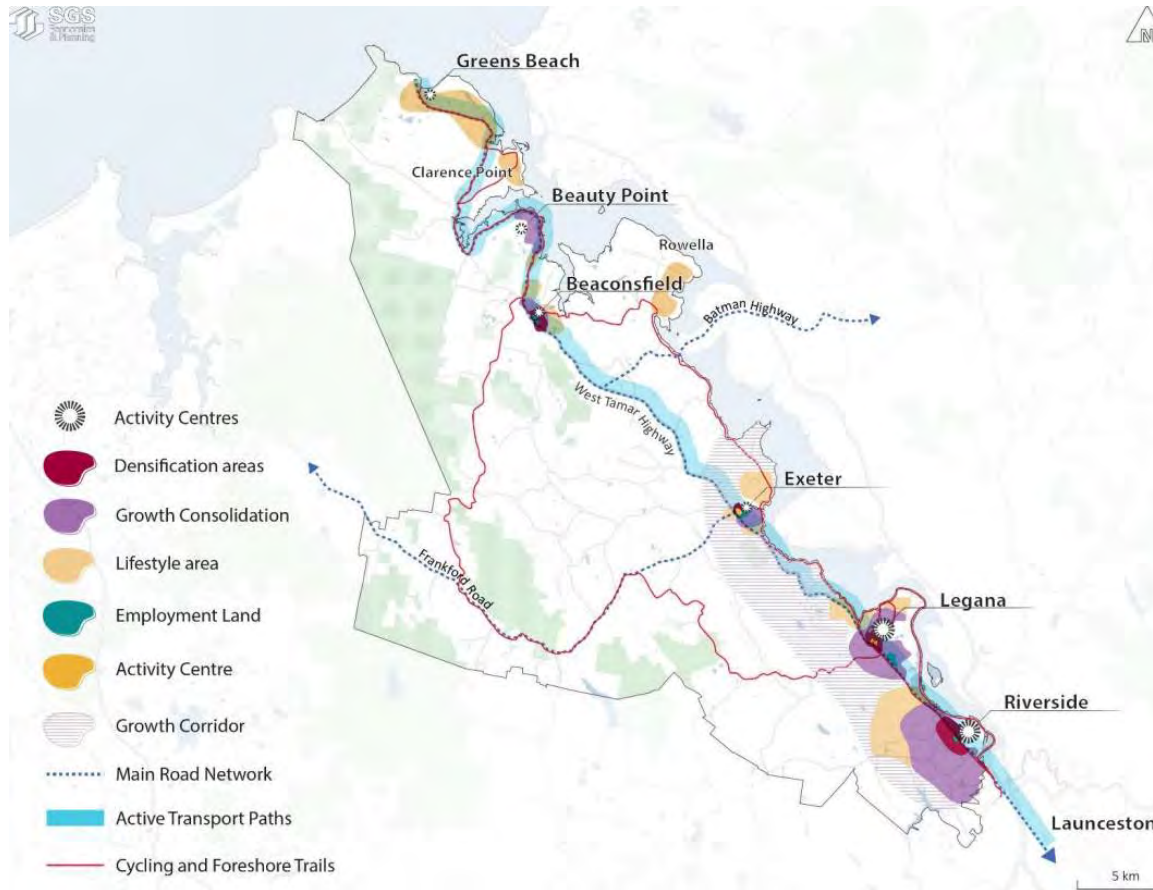 SGS
Economics
& Planning
N
Greens Beach
Clarence Point
Beauty Point
Rowella
Beaconsfield
Batman Highway
West Tamar Highway
Exeter
Frankford Road
Legana
Riverside
Launceston
Activity Centres
Densification areas
Growth Consolidation
Lifestyle area
Employment Land
Activity Centre
Growth Corridor
Main Road Network
Active Transport Paths
Cycling and Foreshore Trails
5 km